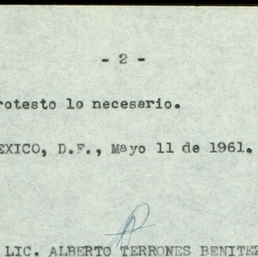 - 2 -
rotesto lo necesario.
EXICO, D.F., Mayo 11 de 1961.
LIC. ALBERTO TERRONES BENITEZ